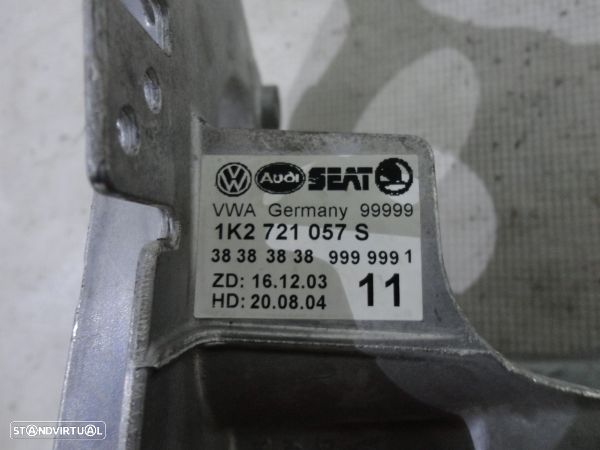 VW Audi SEAT
VWA Germany 99999
1K2 721 057 S
38 38 38 38 999 999 1
ZD: 16.12.03
HD: 20.08.04 11
STANDVIRTUAL